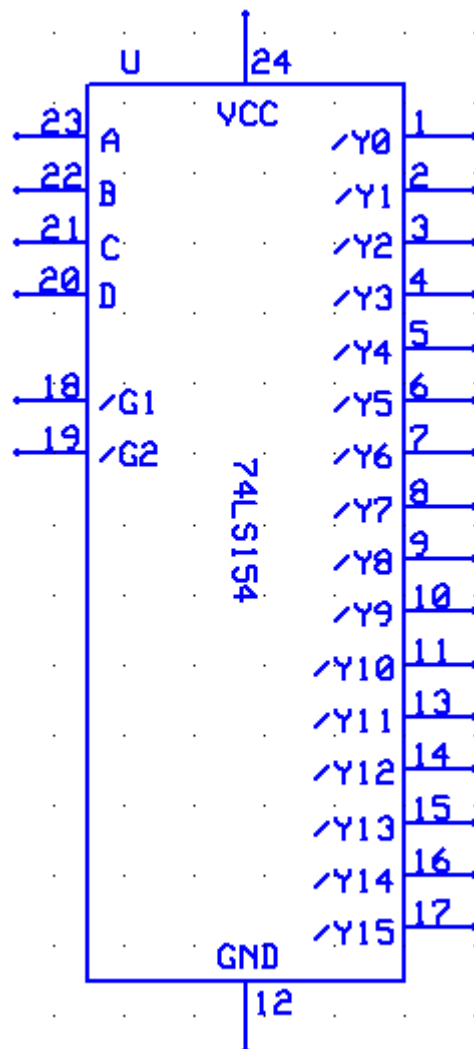 U 24
VCC
23 A /Y0 1
22 B /Y1 2
21 C /Y2 3
20 D /Y3 4
/Y4 5
18 /G1 /Y5 6
19 /G2 /Y6 7
74LS154
/Y7 8
/Y8 9
/Y9 10
/Y10 11
/Y11 13
/Y12 14
/Y13 15
/Y14 16
/Y15 17
GND
12